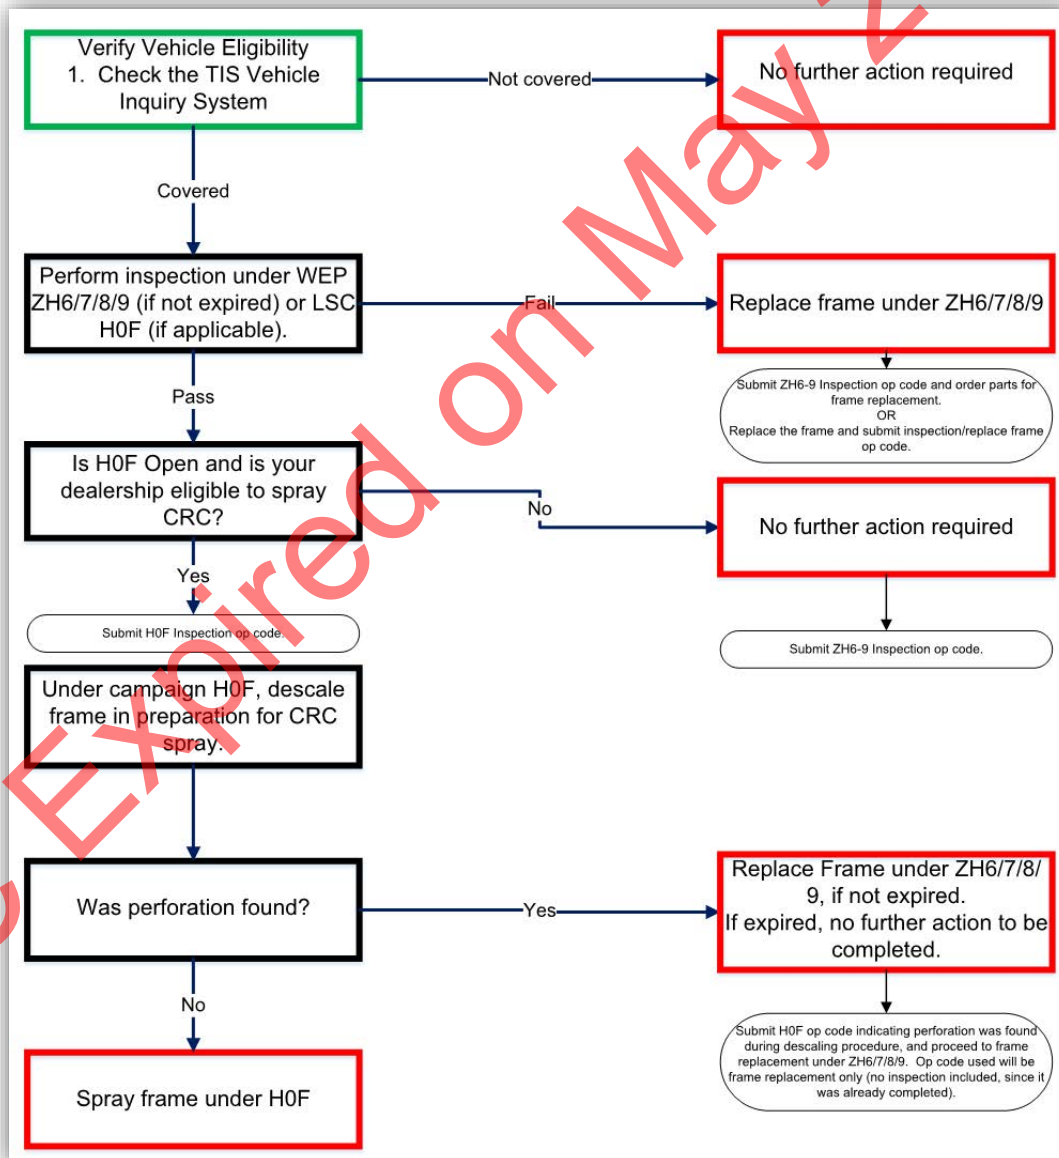 Verify Vehicle Eligibility
1. Check the TIS Vehicle
Inquiry System
Not covered
No further action required
Covered
Perform inspection under WEP
ZH6/7/8/9 (if not expired) or LSC
H0F (if applicable).
Fail
Replace frame under ZH6/7/8/9
Submit ZH6-9 Inspection op code and order parts for
frame replacement.
OR
Replace the frame and submit inspection/replace frame
op code.
Pass
Is H0F Open and is your
dealership eligible to spray
CRC?
No
No further action required
Submit ZH6-9 Inspection op code.
Yes
Submit H0F Inspection op code.
Under campaign H0F, descale
frame in preparation for CRC
spray.
Was perforation found?
Yes
Replace Frame under ZH6/7/8/
9, if not expired.
If expired, no further action to be
completed.
Submit H0F op code indicating perforation was found
during descaling procedure, and proceed to frame
replacement under ZH6/7/8/9. Op code used will be
frame replacement only (no inspection included, since it
was already completed).
No
Spray frame under H0F
Expired on May